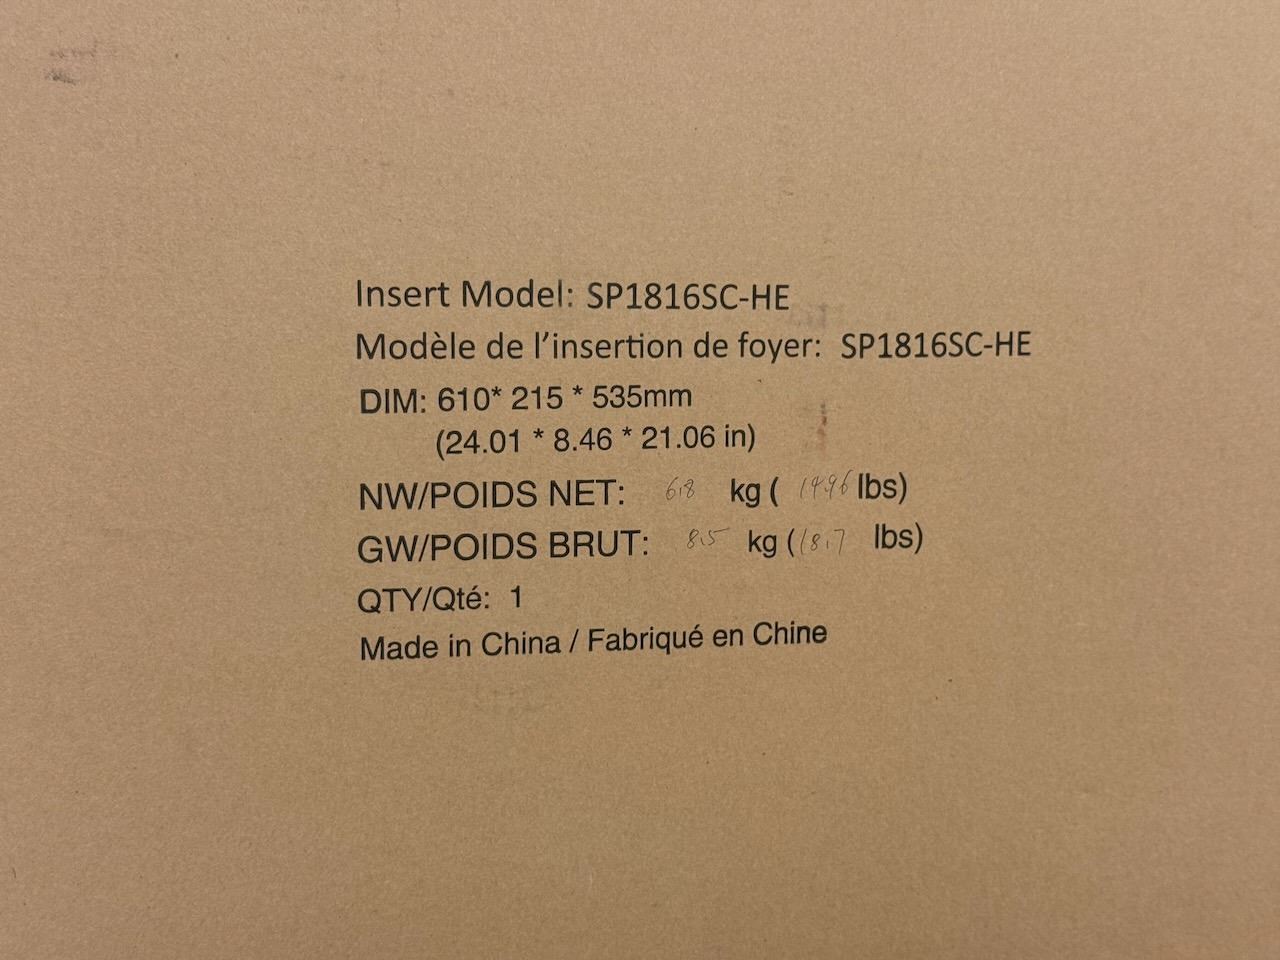 Insert Model: SP1816SC-HE
Modèle de l'insertion de foyer: SP1816SC-HE
DIM: 610* 215 * 535mm
(24.01 * 8.46 * 21.06 in)
NW/POIDS NET: 6.8 kg ( 14.96 lbs)
GW/POIDS BRUT: 8.5 kg (18.7 lbs)
QTY/Qté: 1
Made in China / Fabriqué en Chine